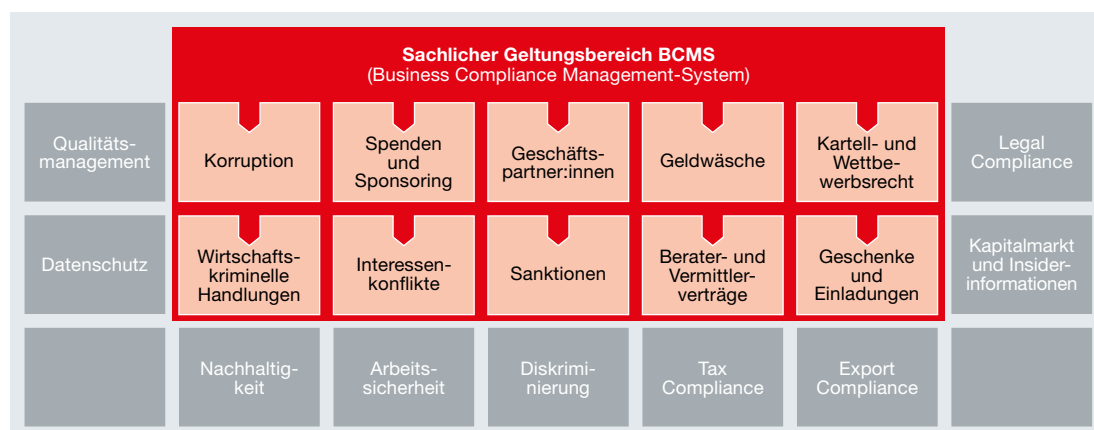 Sachlicher Geltungsbereich BCMS
(Business Compliance Management-System)
Qualitäts-
management
Korruption
Spenden
und
Sponsoring
Geschäfts-
partner:innen
Geldwäsche
Kartell- und
Wettbe-
werbsrecht
Legal
Compliance
Datenschutz
Wirtschafts-
kriminelle
Handlungen
Interessen-
konflikte
Sanktionen
Berater- und
Vermittler-
verträge
Geschenke
und
Einladungen
Kapitalmarkt
und Insider-
informationen
Nachhaltig-
keit
Arbeits-
sicherheit
Diskrimi-
nierung
Tax
Compliance
Export
Compliance